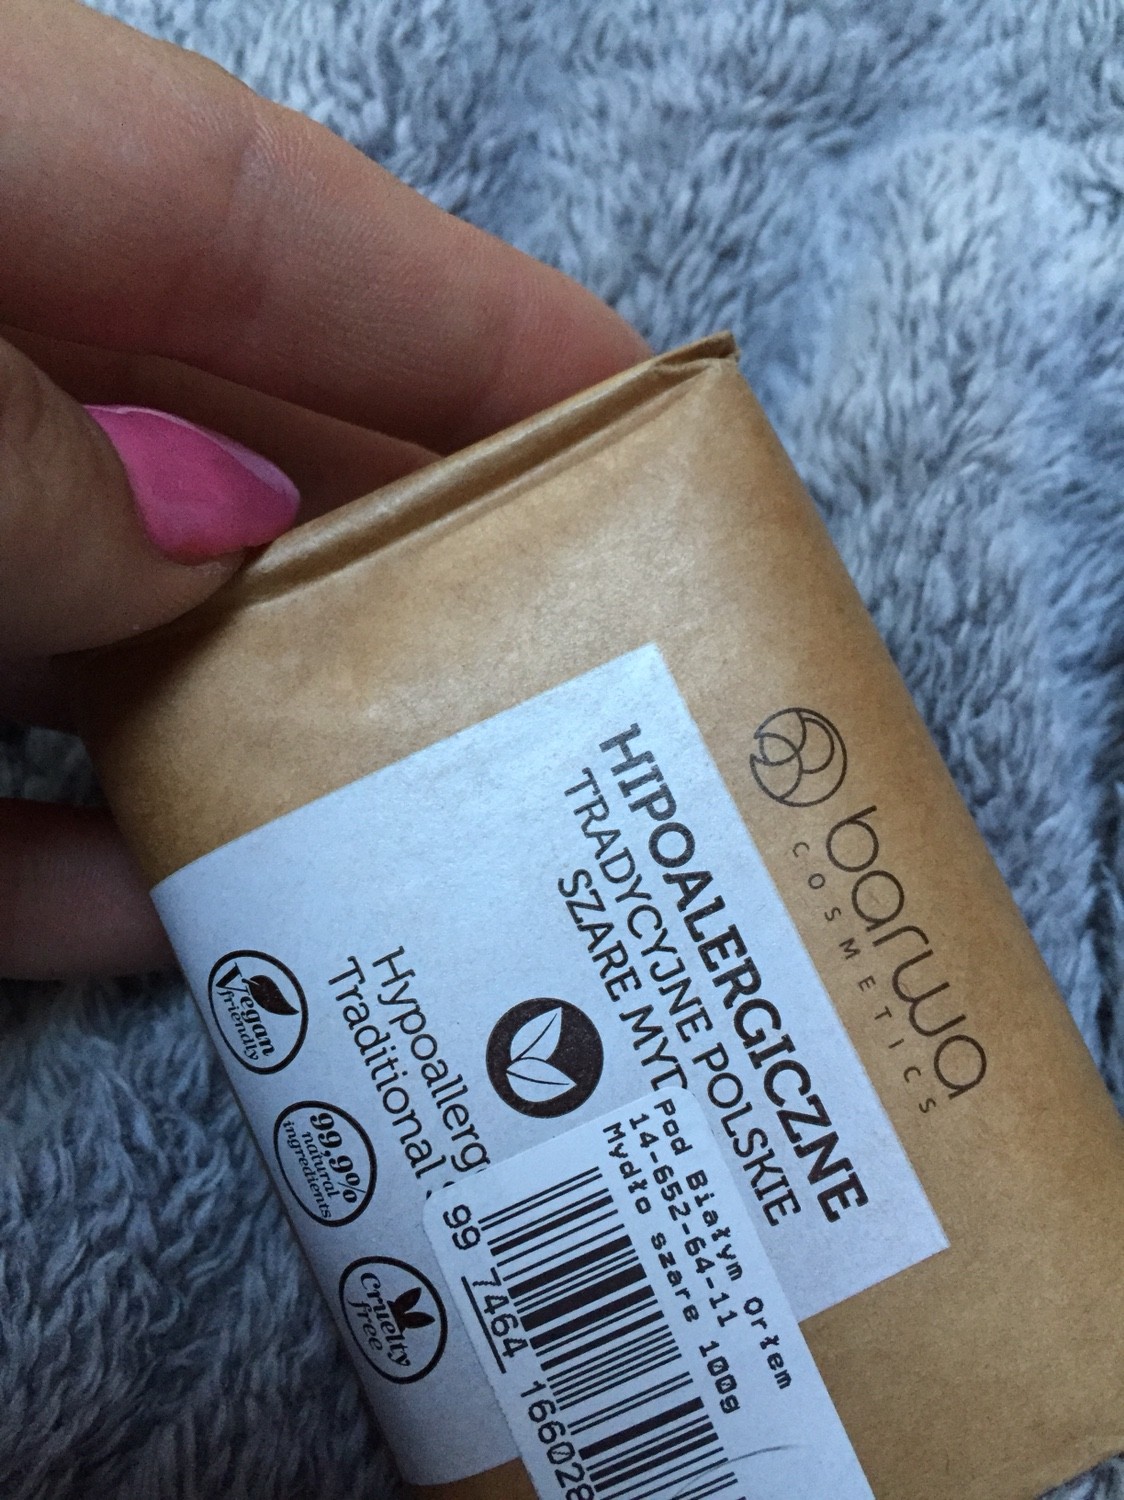 barwa
COSMETICS
HIPOALERGICZNE
TRADYCYJNE POLSKIE
SZARE
Hypoallerg
Traditional
Vegan
friendly
99,9%
natural
ingredients
Cruelty
free
Pod Białym Orłem
14-652-64-11
Mydło szare 100g
99 7464 166028